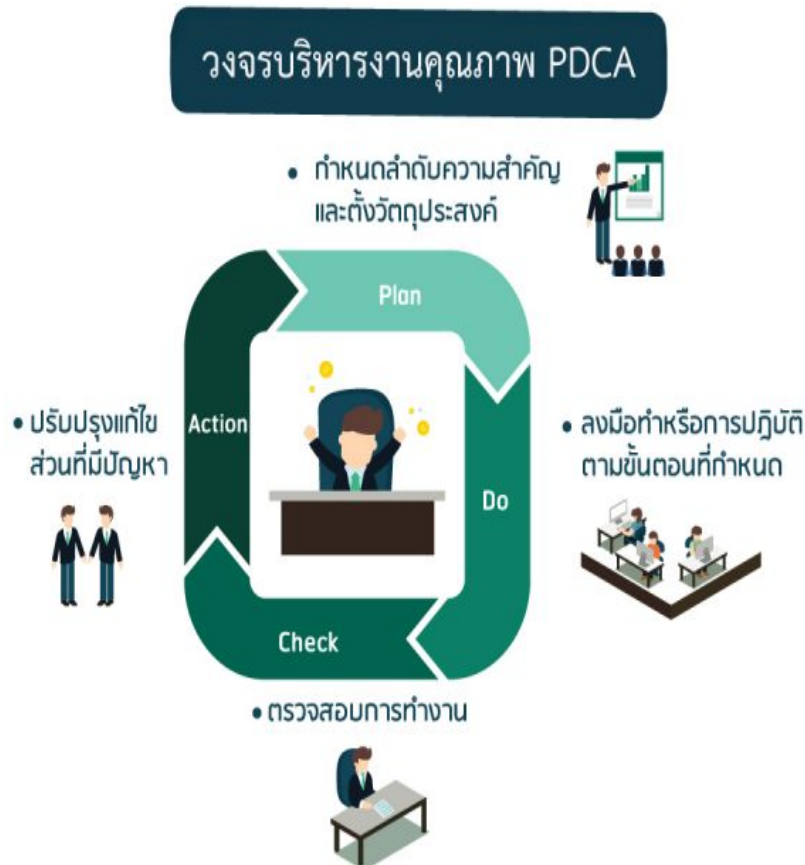 วงจรบริหารงานคุณภาพ PDCA
• กำหนดลำดับความสำคัญ
และตั้งวัตถุประสงค์
Plan
• ปรับปรุงแก้ไข
ส่วนที่มีปัญหา
Action
• ลงมือทำหรือการปฏิบัติ
ตามขั้นตอนที่กำหนด
Do
Check
• ตรวจสอบการทำงาน